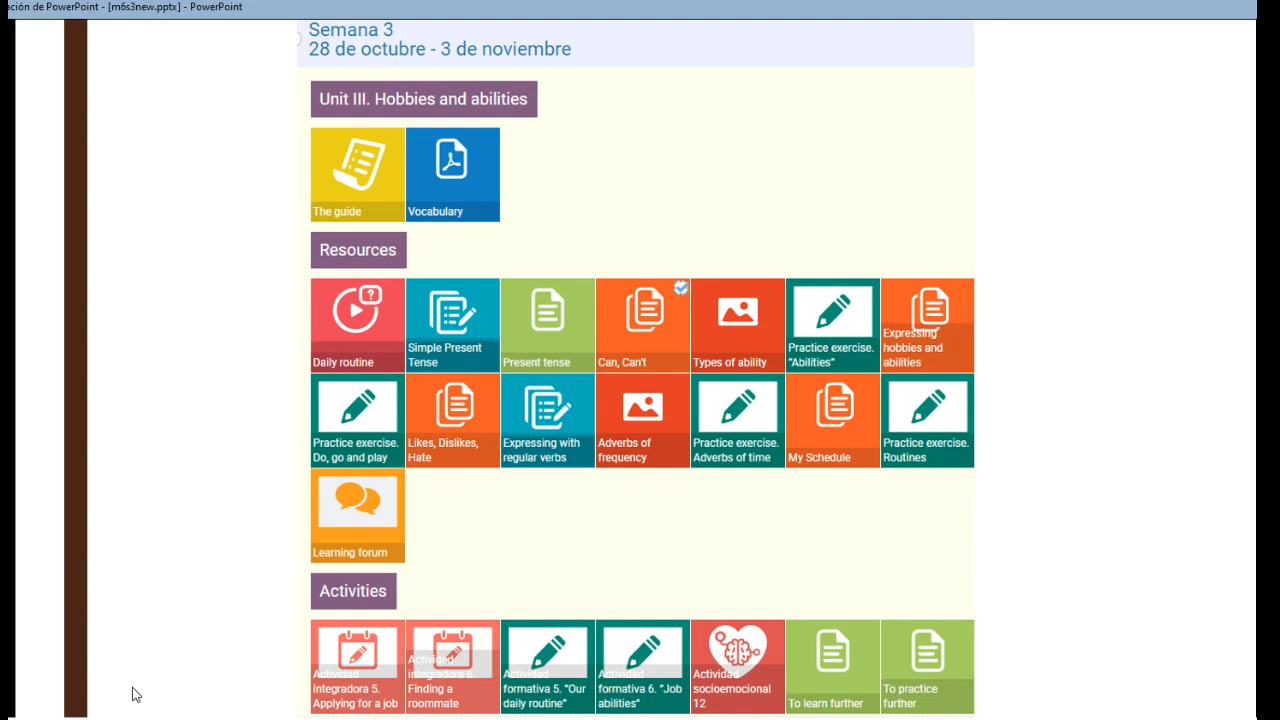 ción de PowerPoint - [m6s3new.pptx] - PowerPoint
Semana 3
28 de octubre - 3 de noviembre
Unit III. Hobbies and abilities
The guide
Vocabulary
Resources
Daily routine
Simple Present
Tense
Present tense
Can, Can't
Types of ability
Practice exercise.
"Abilities"
Expressing
hobbies and
abilities
Practice exercise.
Do, go and play
Likes, Dislikes,
Hate
Expressing with
regular verbs
Adverbs of
frequency
Practice exercise.
Adverbs of time
My Schedule
Practice exercise.
Routines
Learning forum
Activities
Actividad
integradora 5.
Applying for a job
Actividad
integradora 6.
Finding a
roommate
Actividad
formativa 5. "Our
daily routine"
Actividad
formativa 6. "Job
abilities"
Actividad
socioemocional
12
To learn further
To practice
further